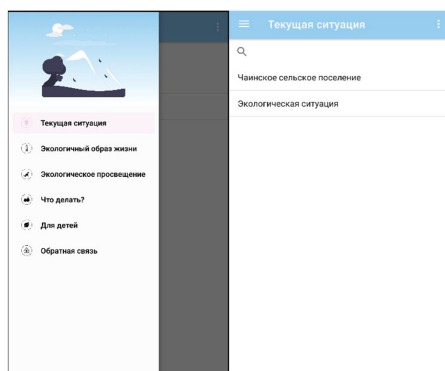 Текущая ситуация
Экологичный образ жизни
Экологическое просвещение
Что делать?
Для детей
Обратная связь
Текущая ситуация
Чаинское сельское поселение
Экологическая ситуация